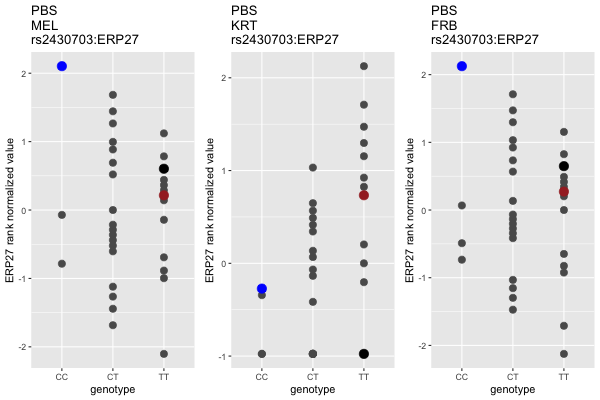 PBS
MEL
rs2430703:ERP27
ERP27 rank normalized value
2
1
0
-1
-2
CC
CT
TT
genotype
PBS
KRT
rs2430703:ERP27
ERP27 rank normalized value
2
1
0
-1
CC
CT
TT
genotype
PBS
FRB
rs2430703:ERP27
ERP27 rank normalized value
2
1
0
-1
-2
CC
CT
TT
genotype